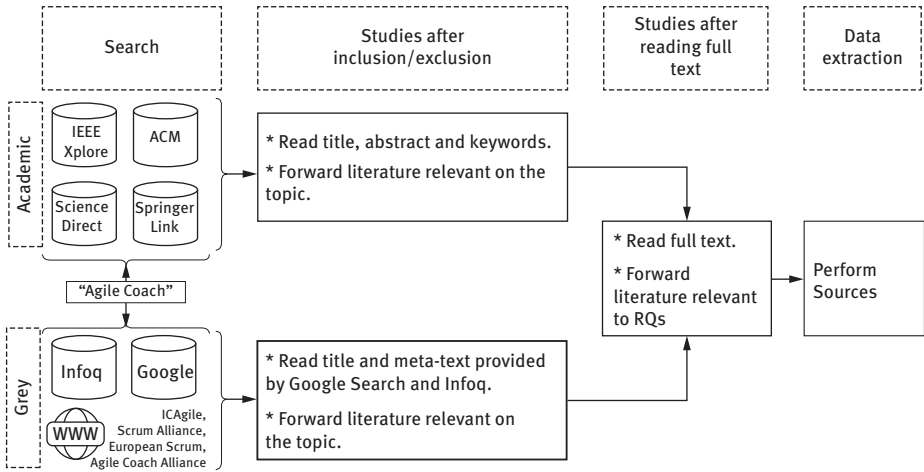 Search
Studies after
inclusion/exclusion
Studies after
reading full
text
Data
extraction
Academic
IEEE
Xplore
ACM
Science
Direct
Springer
Link
* Read title, abstract and keywords.
* Forward literature relevant on the
topic.
* Read full text.
* Forward
literature relevant
to RQs
Perform
Sources
“Agile Coach”
Grey
Infoq
Google
WWW
ICAgile,
Scrum Alliance,
European Scrum,
Agile Coach Alliance
* Read title and meta-text provided
by Google Search and Infoq.
* Forward literature relevant on
the topic.